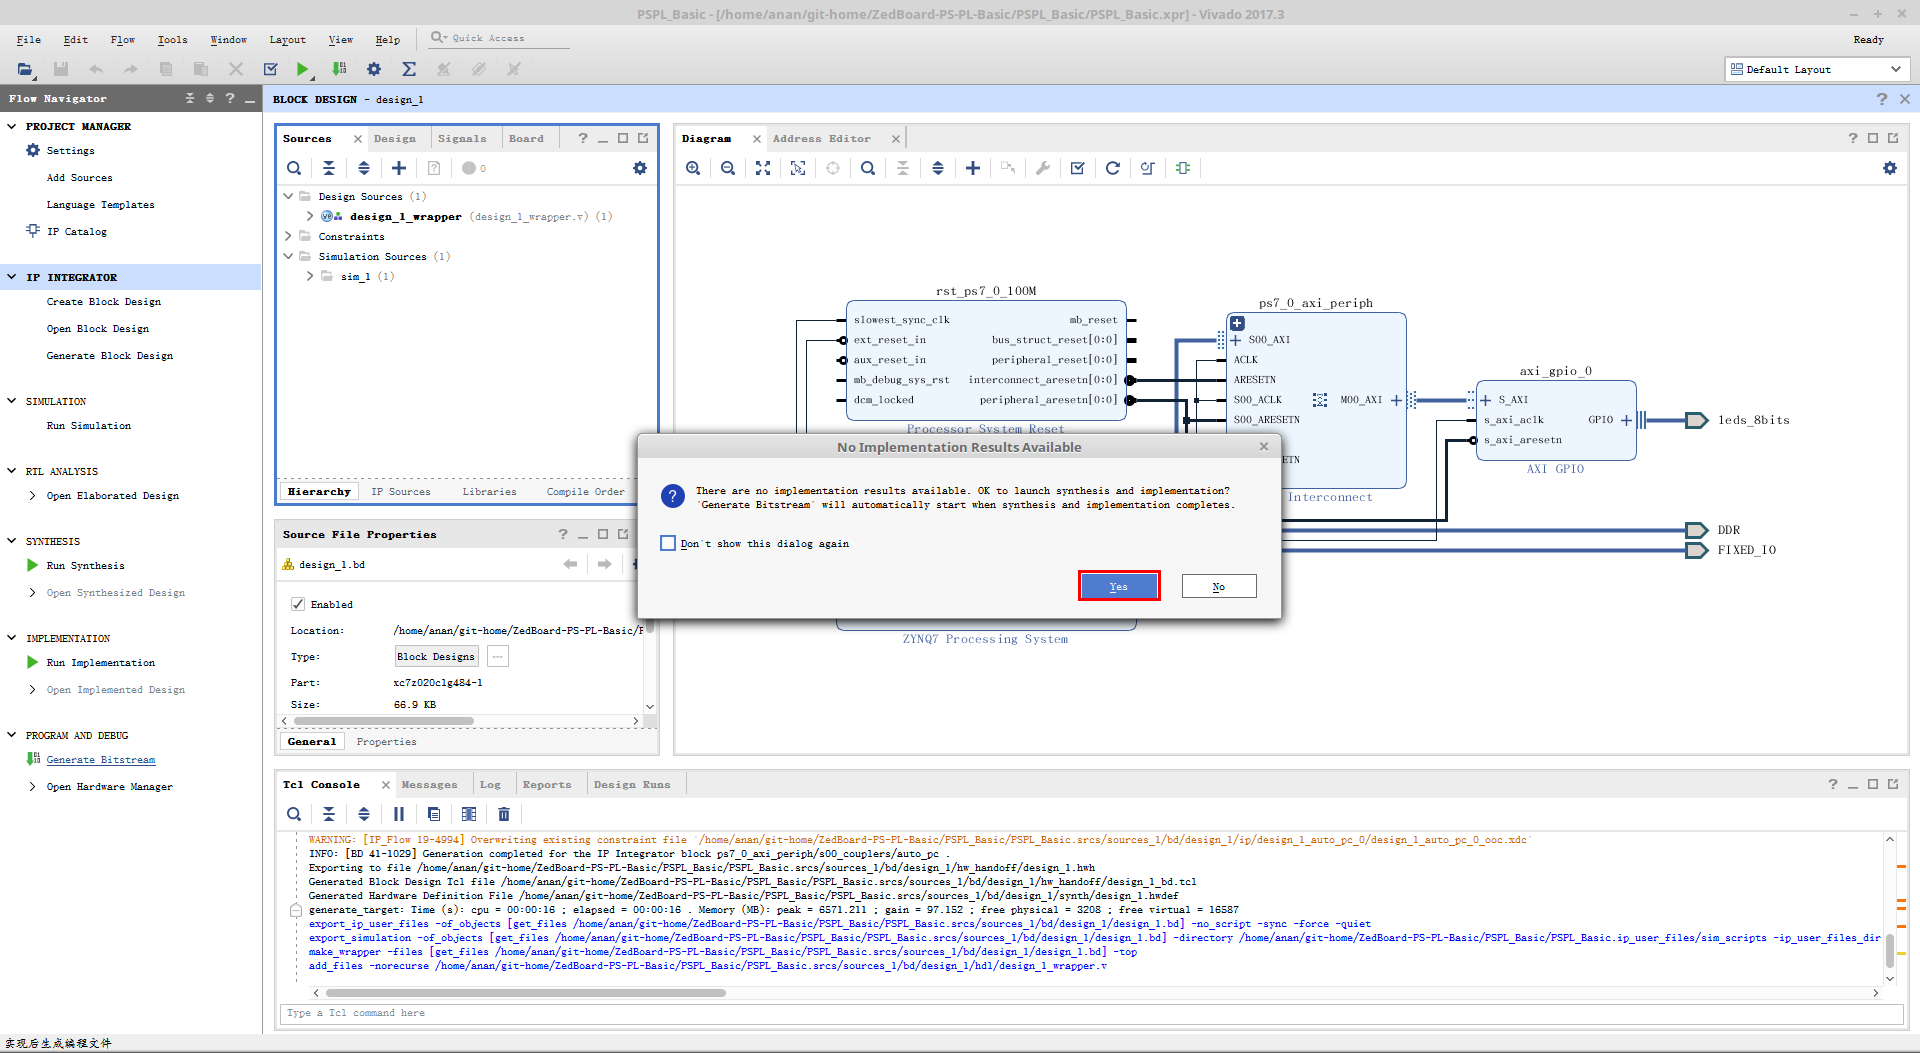 PSPL_Basic - [/home/anan/git-home/ZedBoard-PS-PL-Basic/PSPL_Basic/PSPL_Basic.xpr] - Vivado 2017.3
File Edit Flow Tools Window Layout View Help Quick Access
Ready
Default Layout
Flow Navigator
PROJECT MANAGER
Settings
Add Sources
Language Templates
IP Catalog
IP INTEGRATOR
Create Block Design
Open Block Design
Generate Block Design
SIMULATION
Run Simulation
RTL ANALYSIS
Open Elaborated Design
SYNTHESIS
Run Synthesis
Open Synthesized Design
IMPLEMENTATION
Run Implementation
Open Implemented Design
PROGRAM AND DEBUG
Generate Bitstream
Open Hardware Manager
BLOCK DESIGN - design_1
Sources Design Signals Board
0
Design Sources (1)
design_1_wrapper (design_1_wrapper.v) (1)
Constraints
Simulation Sources (1)
sim_1 (1)
Hierarchy IP Sources Libraries Compile Order
Source File Properties
design_1.bd
Enabled
Location: /home/anan/git-home/ZedBoard-PS-PL-Basic/P
Type: Block Designs
Part: xc7z020clg484-1
Size: 66.9 KB
General Properties
Diagram Address Editor
rst_ps7_0_100M
slowest_sync_clk
ext_reset_in
aux_reset_in
mb_debug_sys_rst
dcm_locked
mb_reset
bus_struct_reset[0:0]
peripheral_reset[0:0]
interconnect_aresetn[0:0]
peripheral_aresetn[0:0]
Processor System Reset
ps7_0_axi_periph
S00_AXI
ACLK
ARESETN
S00_ACLK
S00_ARESETN
M00_AXI
ETN
Interconnect
axi_gpio_0
S_AXI
s_axi_aclk
s_axi_aresetn
GPIO
AXI GPIO
leds_8bits
DDR
FIXED_IO
ZYNQ7 Processing System
No Implementation Results Available
There are no implementation results available. OK to launch synthesis and implementation?
'Generate Bitstream' will automatically start when synthesis and implementation completes.
Don't show this dialog again
Yes No
Tcl Console Messages Log Reports Design Runs
WARNING: [IP_Flow 19-4994] Overwriting existing constraint file '/home/anan/git-home/ZedBoard-PS-PL-Basic/PSPL_Basic/PSPL_Basic.srcs/sources_1/bd/design_1/ip/design_1_auto_pc_0/design_1_auto_pc_0_ooc.xdc'
INFO: [BD 41-1029] Generation completed for the IP Integrator block ps7_0_axi_periph/s00_couplers/auto_pc .
Exporting to file /home/anan/git-home/ZedBoard-PS-PL-Basic/PSPL_Basic/PSPL_Basic.srcs/sources_1/bd/design_1/hw_handoff/design_1.hwh
Generated Block Design Tcl file /home/anan/git-home/ZedBoard-PS-PL-Basic/PSPL_Basic/PSPL_Basic.srcs/sources_1/bd/design_1/hw_handoff/design_1_bd.tcl
Generated Hardware Definition File /home/anan/git-home/ZedBoard-PS-PL-Basic/PSPL_Basic/PSPL_Basic.srcs/sources_1/bd/design_1/synth/design_1.hwdef
generate_target: Time (s): cpu = 00:00:16 ; elapsed = 00:00:16 . Memory (MB): peak = 6571.211 ; gain = 97.152 ; free physical = 3208 ; free virtual = 16587
export_ip_user_files -of_objects [get_files /home/anan/git-home/ZedBoard-PS-PL-Basic/PSPL_Basic/PSPL_Basic.srcs/sources_1/bd/design_1/design_1.bd] -no_script -sync -force -quiet
export_simulation -of_objects [get_files /home/anan/git-home/ZedBoard-PS-PL-Basic/PSPL_Basic/PSPL_Basic.srcs/sources_1/bd/design_1/design_1.bd] -directory /home/anan/git-home/ZedBoard-PS-PL-Basic/PSPL_Basic/PSPL_Basic.ip_user_files/sim_scripts -ip_user_files_dir
make_wrapper -files [get_files /home/anan/git-home/ZedBoard-PS-PL-Basic/PSPL_Basic/PSPL_Basic.srcs/sources_1/bd/design_1/design_1.bd] -top
add_files -norecurse /home/anan/git-home/ZedBoard-PS-PL-Basic/PSPL_Basic/PSPL_Basic.srcs/sources_1/bd/design_1/hdl/design_1_wrapper.v
Type a Tcl command here
实现后生成编程文件